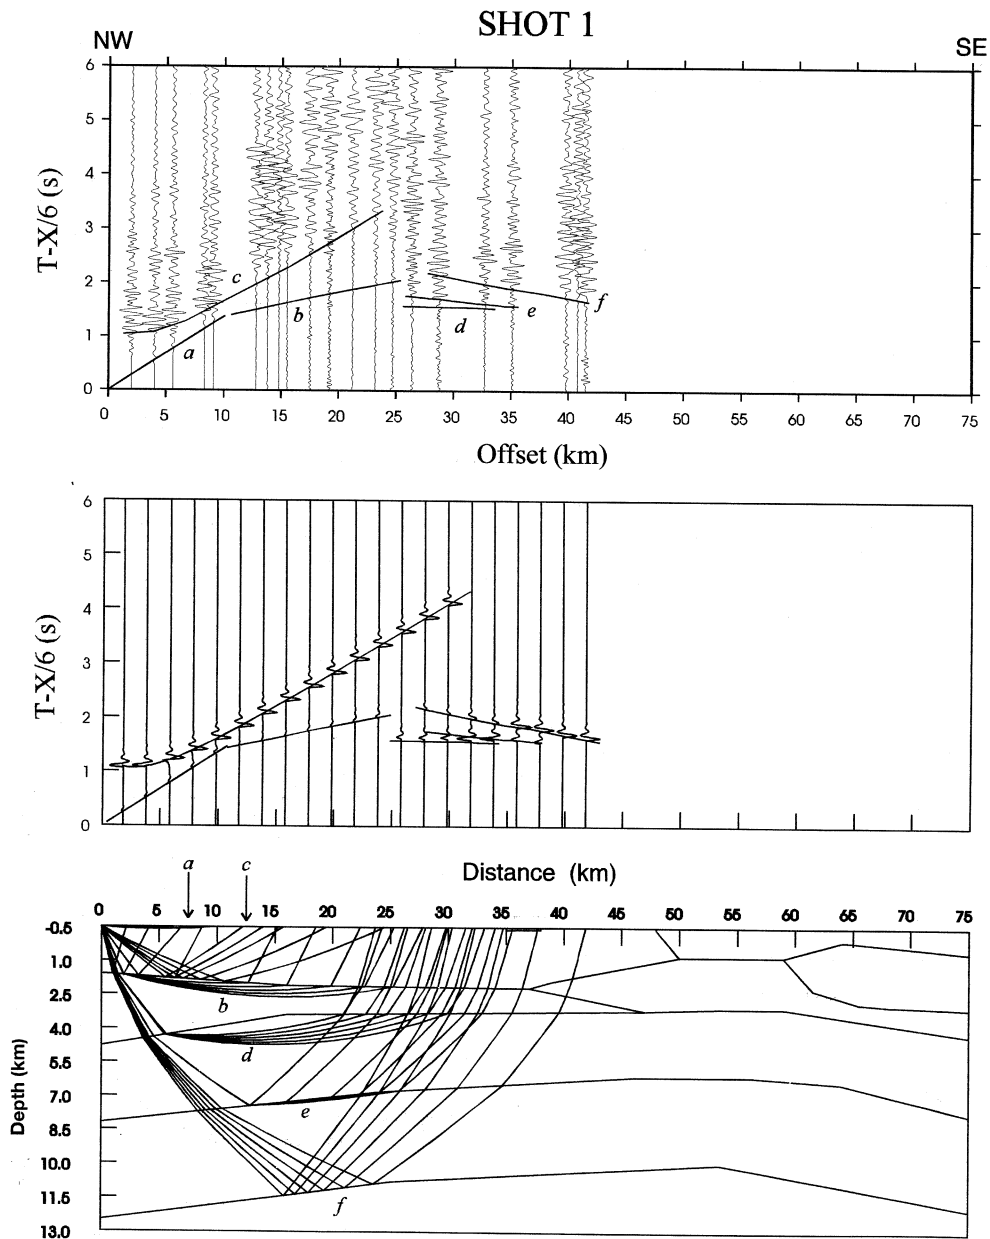 SHOT 1
NW SE
6
5
4
3
2
1
0
T-X/6 (s)
c
b
a
d
e
f
0 5 10 15 20 25 30 35 40 45 50 55 60 65 70 75
Offset (km)
6
5
4
3
2
1
0
T-X/6 (s)
a c
Distance (km)
0 5 10 15 20 25 30 35 40 45 50 55 60 65 70 75
-0.5
1.0
2.5
4.0
5.5
7.0
8.5
10.0
11.5
13.0
Depth (km)
b
d
e
f